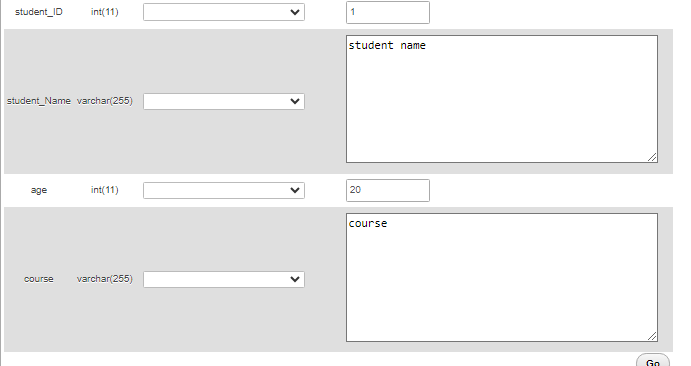 student_ID int(11) 1
student name
student_Name varchar(255)
age int(11) 20
course
course varchar(255)
Go